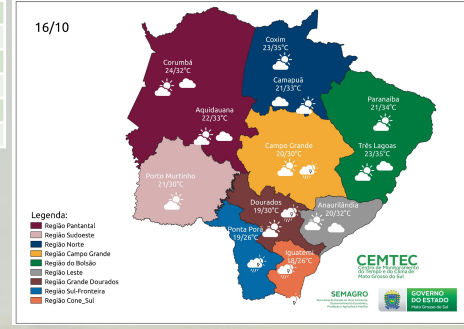 16/10
Coxim
23/35°C
Corumbá
24/32°C
Camapuã
21/33°C
Paranaíba
21/34°C
Aquidauana
22/33°C
Campo Grande
20/30°C
Três Lagoas
23/35°C
Porto Murtinho
21/30°C
Dourados
19/30°C
Anaurilândia
20/32°C
Ponta Porã
19/26°C
Iguatemi
18/26°C
Legenda:
Região Pantantal
Região Sudoeste
Região Norte
Região Campo Grande
Região do Bolsão
Região Leste
Região Grande Dourados
Região Sul-Fronteira
Região Cone_Sul
CEMTEC
Centro de Monitoramento
do Tempo e do Clima de
Mato Grosso do Sul
SEMAGRO
GOVERNO
DO ESTADO
Mato Grosso do Sul